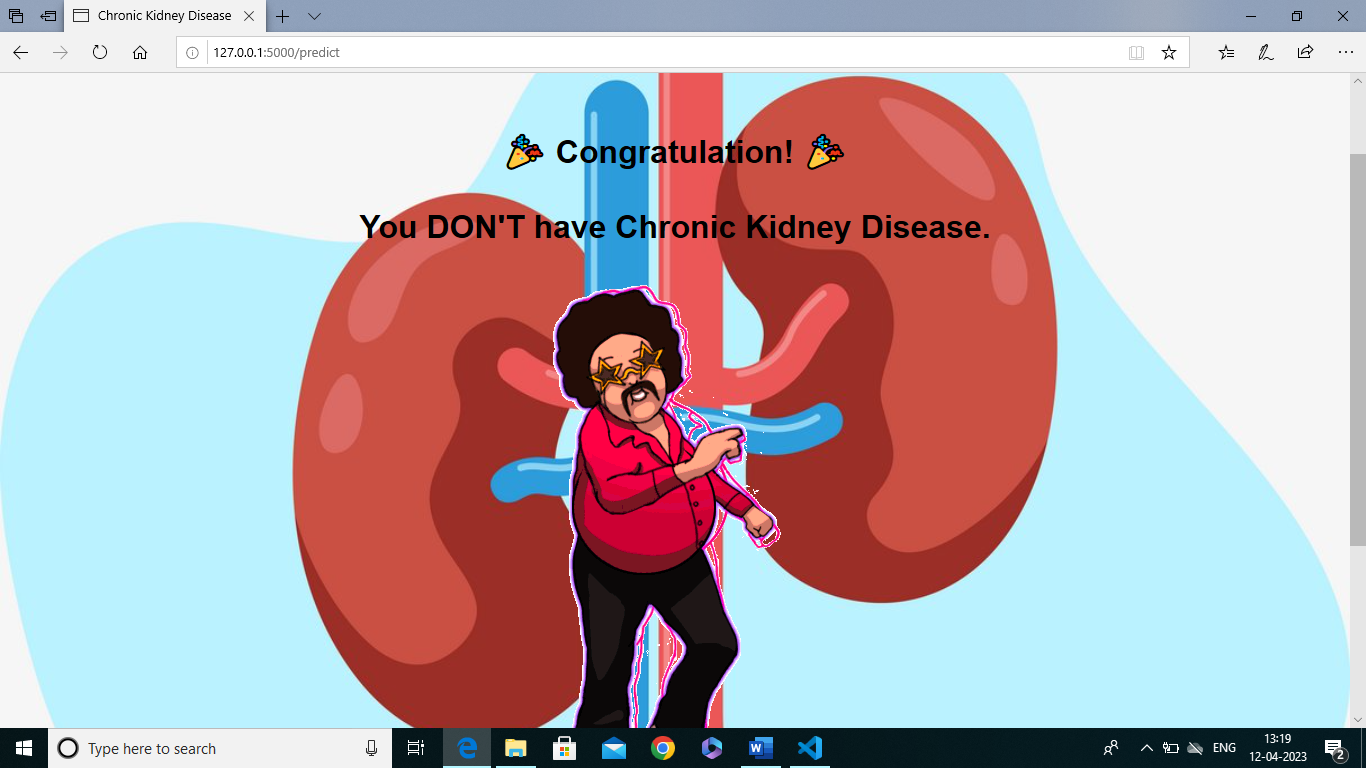 Chronic Kidney Disease
127.0.0.1:5000/predict
🎉 Congratulation! 🎉
You DON'T have Chronic Kidney Disease.
Type here to search
ENG
13:19
12-04-2023
2